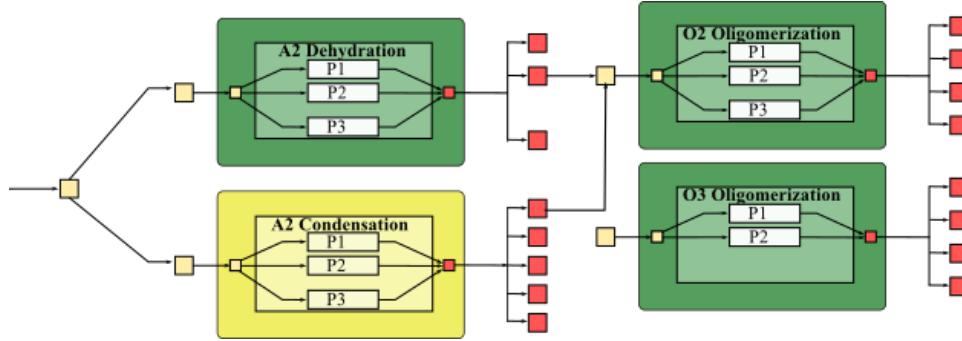 A2 Dehydration
P1
P2
P3
O2 Oligomerization
P1
P2
P3
A2 Condensation
P1
P2
P3
O3 Oligomerization
P1
P2